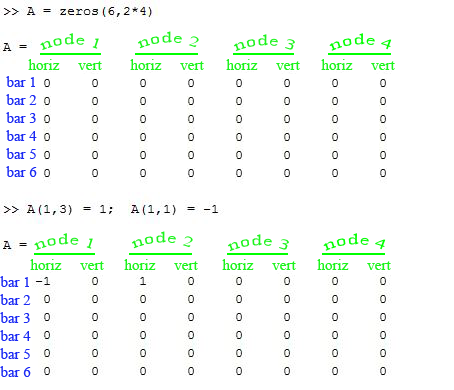 >> A = zeros(6,2*4)
A = node 1 node 2 node 3 node 4
horiz vert horiz vert horiz vert horiz vert
bar 1 0 0 0 0 0 0 0 0
bar 2 0 0 0 0 0 0 0 0
bar 3 0 0 0 0 0 0 0 0
bar 4 0 0 0 0 0 0 0 0
bar 5 0 0 0 0 0 0 0 0
bar 6 0 0 0 0 0 0 0 0
>> A(1,3) = 1; A(1,1) = -1
A = node 1 node 2 node 3 node 4
horiz vert horiz vert horiz vert horiz vert
bar 1 -1 0 1 0 0 0 0 0
bar 2 0 0 0 0 0 0 0 0
bar 3 0 0 0 0 0 0 0 0
bar 4 0 0 0 0 0 0 0 0
bar 5 0 0 0 0 0 0 0 0
bar 6 0 0 0 0 0 0 0 0